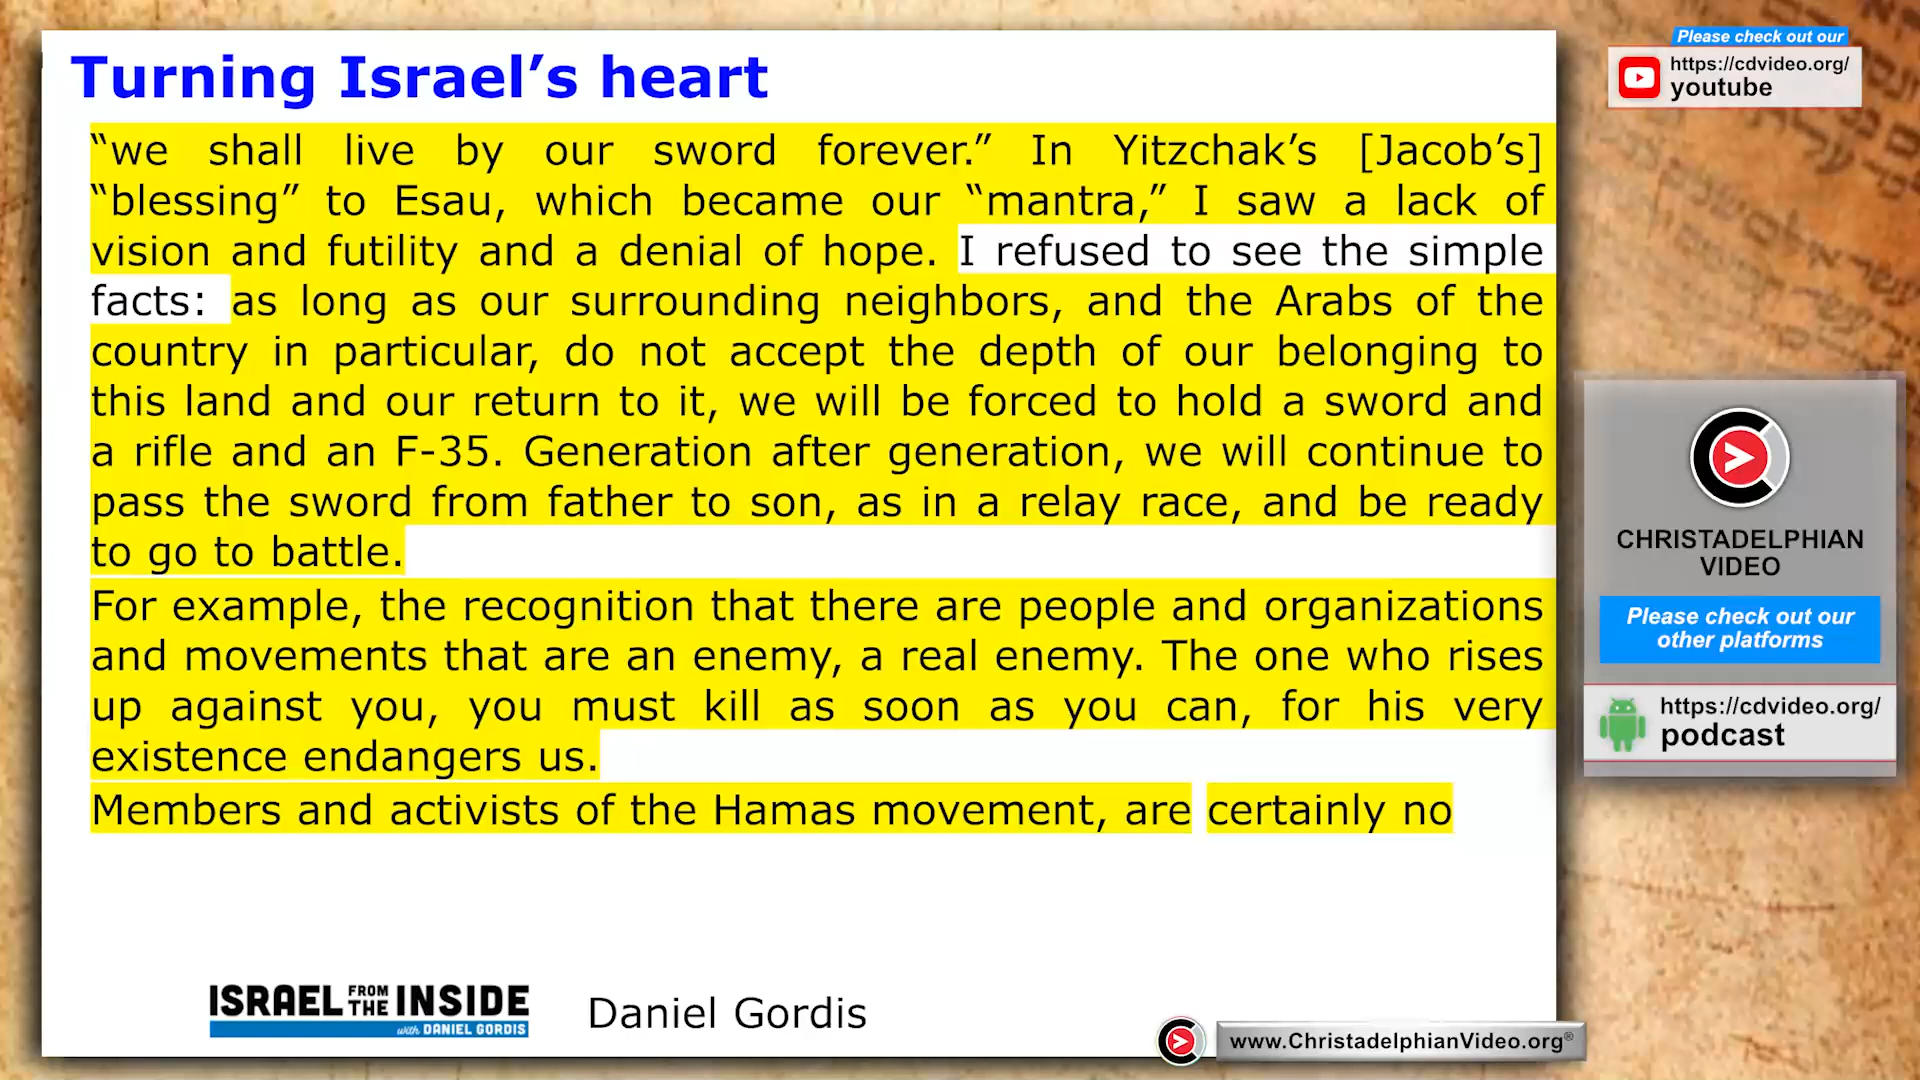 Turning Israel’s heart
“we shall live by our sword forever.” In Yitzchak’s [Jacob’s]
“blessing” to Esau, which became our “mantra,” I saw a lack of
vision and futility and a denial of hope. I refused to see the simple
facts: as long as our surrounding neighbors, and the Arabs of the
country in particular, do not accept the depth of our belonging to
this land and our return to it, we will be forced to hold a sword and
a rifle and an F-35. Generation after generation, we will continue to
pass the sword from father to son, as in a relay race, and be ready
to go to battle.
For example, the recognition that there are people and organizations
and movements that are an enemy, a real enemy. The one who rises
up against you, you must kill as soon as you can, for his very
existence endangers us.
Members and activists of the Hamas movement, are certainly no
ISRAEL FROM THE INSIDE
with DANIEL GORDIS
Daniel Gordis
www.ChristadelphianVideo.org®
Please check out our
https://cdvideo.org/
youtube
CHRISTADELPHIAN
VIDEO
Please check out our
other platforms
https://cdvideo.org/
podcast